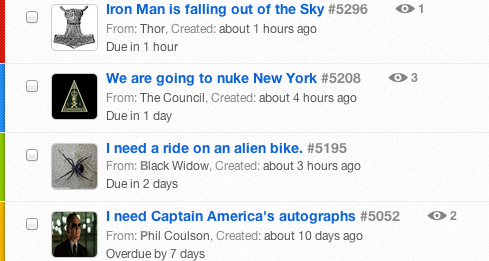 Iron Man is falling out of the Sky #5296 1
From: Thor, Created: about 1 hours ago
Due in 1 hour
We are going to nuke New York #5208 3
From: The Council, Created: about 4 hours ago
Due in 1 day
I need a ride on an alien bike. #5195
From: Black Widow, Created: about 3 hours ago
Due in 2 days
I need Captain America's autographs #5052 2
From: Phil Coulson, Created: about 10 days ago
Overdue by 7 days